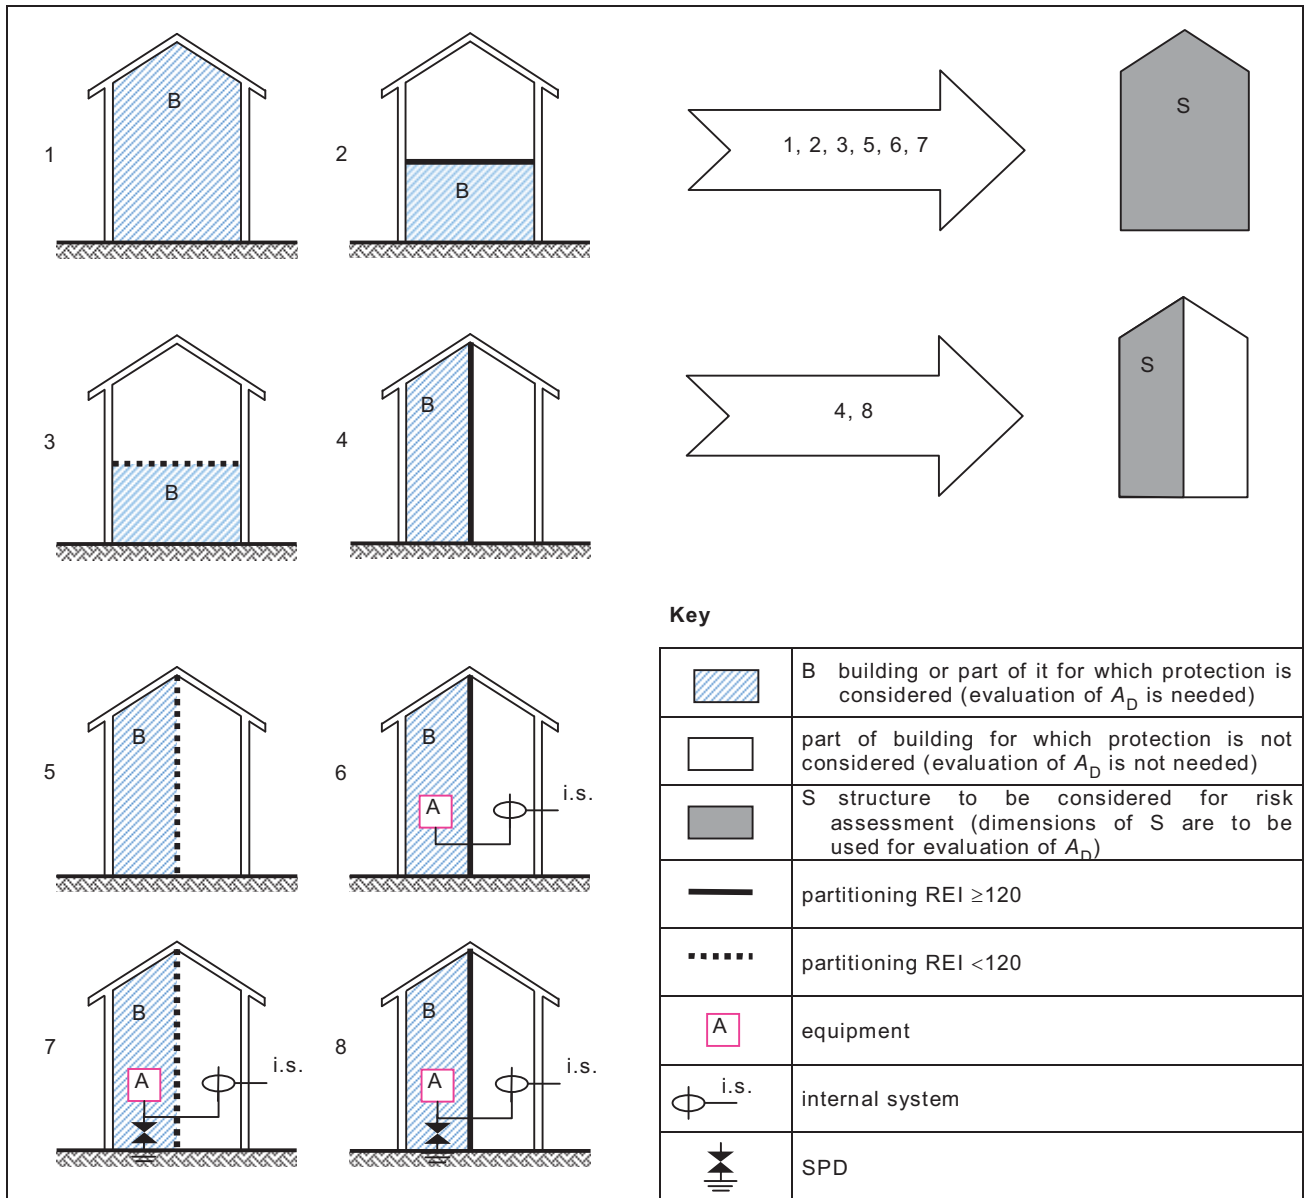 1
B
2
B
1, 2, 3, 5, 6, 7
S
3
B
4
B
4, 8
S
Key
5
B
6
B
A
i.s.
7
B
A
i.s.
8
B
A
i.s.
B building or part of it for which protection is
considered (evaluation of AD is needed)
part of building for which protection is not
considered (evaluation of AD is not needed)
S structure to be considered for risk
assessment (dimensions of S are to be
used for evaluation of AD)
partitioning REI ≥120
partitioning REI <120
A
equipment
i.s.
internal system
SPD